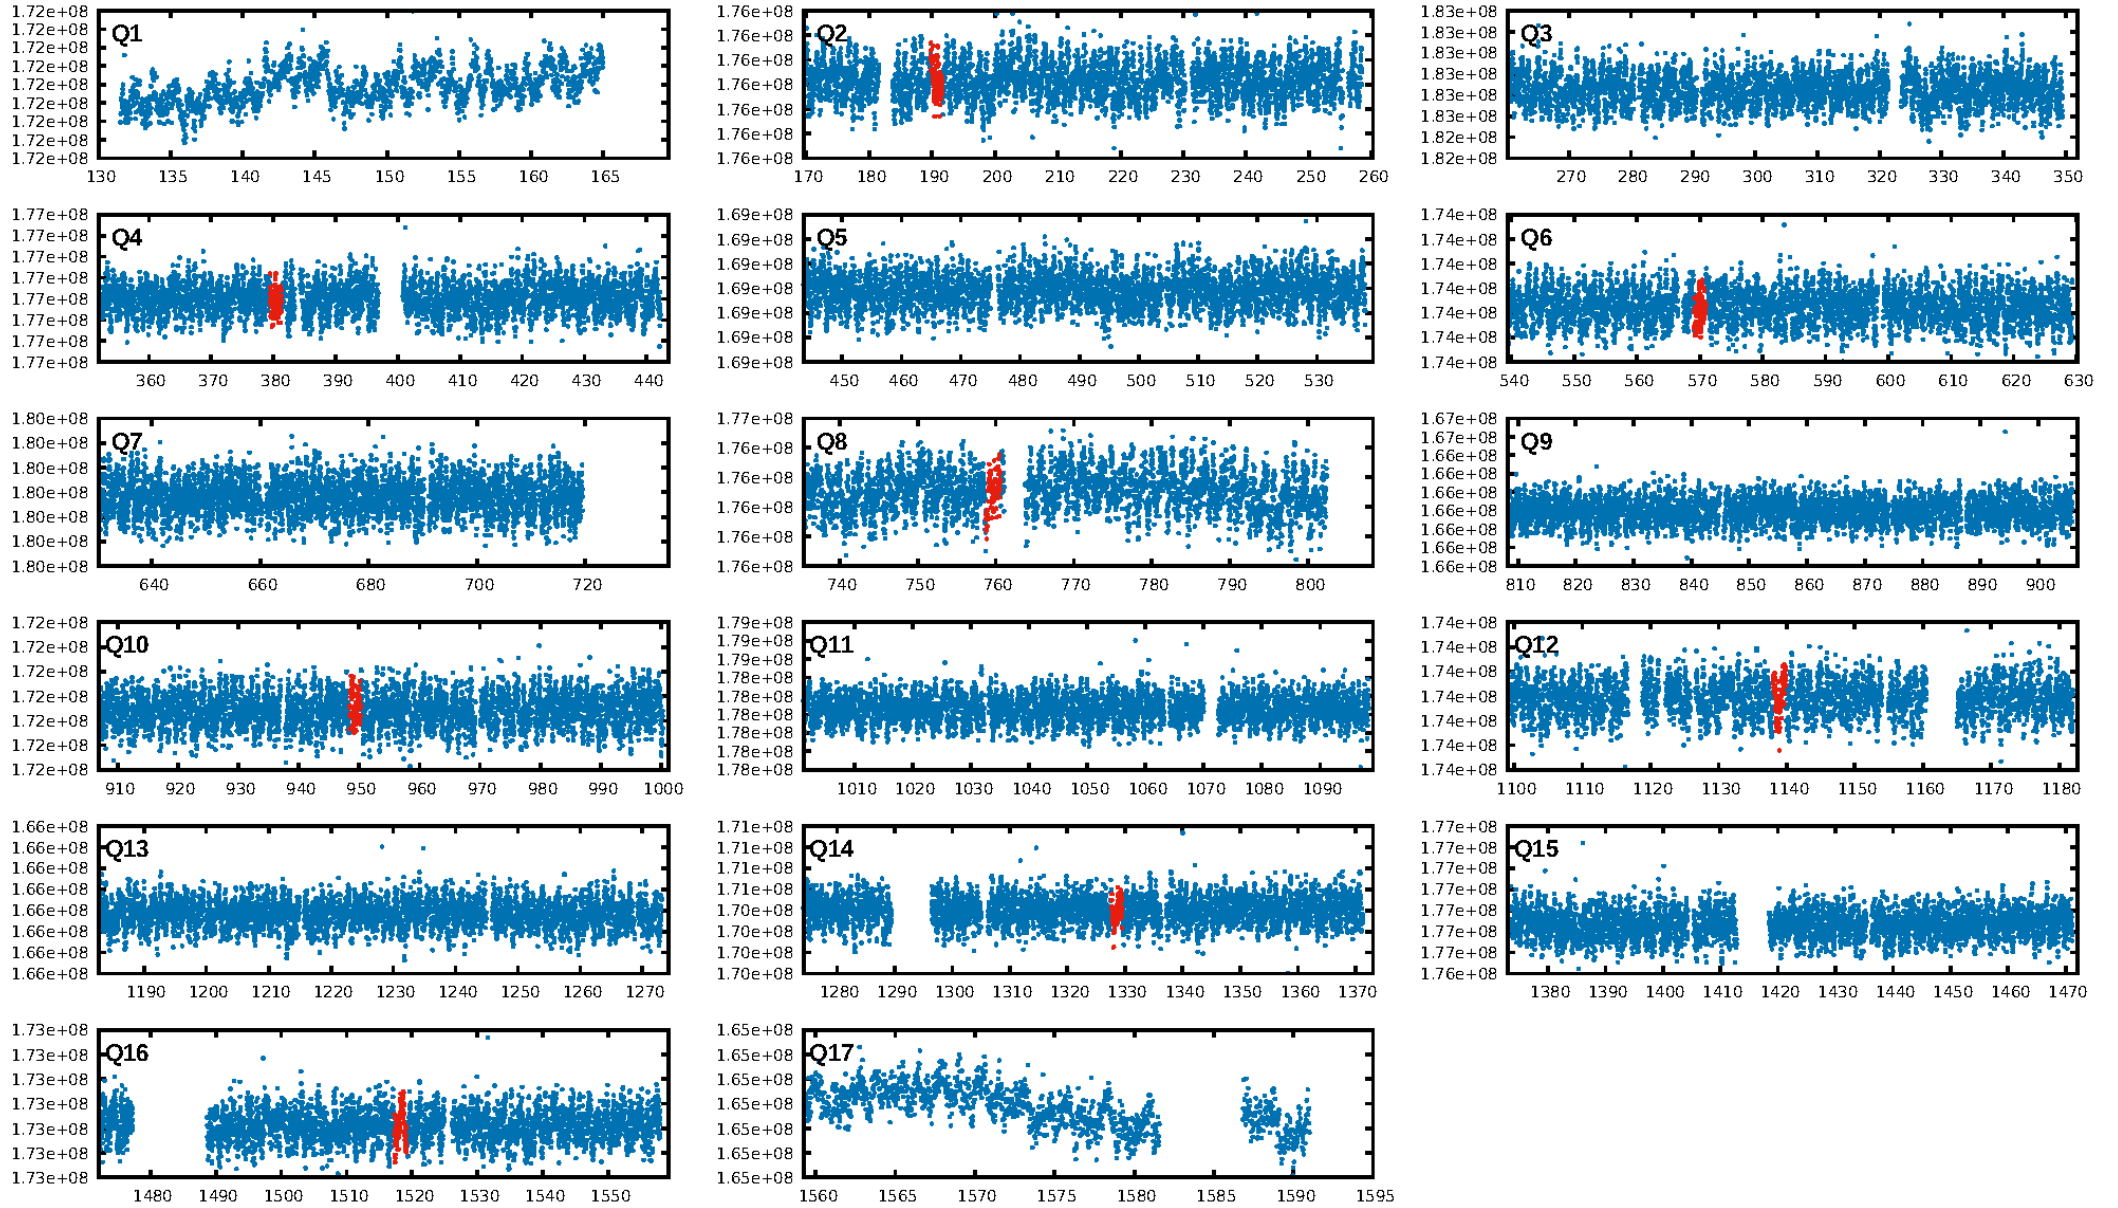 1.72e+08 1.72e+08 1.72e+08 1.72e+08 1.72e+08 1.72e+08 1.72e+08 1.72e+08 1.72e+08
Q1
130 135 140 145 150 155 160 165
1.76e+08 1.76e+08 1.76e+08 1.76e+08 1.76e+08 1.76e+08 1.76e+08
Q2
170 180 190 200 210 220 230 240 250 260
1.83e+08 1.83e+08 1.83e+08 1.83e+08 1.83e+08 1.83e+08 1.82e+08 1.82e+08
Q3
270 280 290 300 310 320 330 340 350
1.77e+08 1.77e+08 1.77e+08 1.77e+08 1.77e+08 1.77e+08 1.77e+08 1.77e+08
Q4
360 370 380 390 400 410 420 430 440
1.69e+08 1.69e+08 1.69e+08 1.69e+08 1.69e+08 1.69e+08 1.69e+08
Q5
450 460 470 480 490 500 510 520 530
1.74e+08 1.74e+08 1.74e+08 1.74e+08 1.74e+08 1.74e+08 1.74e+08
Q6
540 550 560 570 580 590 600 610 620 630
1.80e+08 1.80e+08 1.80e+08 1.80e+08 1.80e+08 1.80e+08 1.80e+08
Q7
640 660 680 700 720
1.77e+08 1.76e+08 1.76e+08 1.76e+08 1.76e+08 1.76e+08
Q8
740 750 760 770 780 790 800
1.67e+08 1.67e+08 1.66e+08 1.66e+08 1.66e+08 1.66e+08 1.66e+08 1.66e+08 1.66e+08
Q9
810 820 830 840 850 860 870 880 890 900
1.72e+08 1.72e+08 1.72e+08 1.72e+08 1.72e+08 1.72e+08 1.72e+08
Q10
910 920 930 940 950 960 970 980 990 1000
1.79e+08 1.79e+08 1.79e+08 1.78e+08 1.78e+08 1.78e+08 1.78e+08 1.78e+08 1.78e+08
Q11
1010 1020 1030 1040 1050 1060 1070 1080 1090
1.74e+08 1.74e+08 1.74e+08 1.74e+08 1.74e+08 1.74e+08 1.74e+08
Q12
1100 1110 1120 1130 1140 1150 1160 1170 1180
1.66e+08 1.66e+08 1.66e+08 1.66e+08 1.66e+08 1.66e+08 1.66e+08 1.66e+08
Q13
1190 1200 1210 1220 1230 1240 1250 1260 1270
1.71e+08 1.71e+08 1.71e+08 1.71e+08 1.70e+08 1.70e+08 1.70e+08 1.70e+08
Q14
1280 1290 1300 1310 1320 1330 1340 1350 1360 1370
1.77e+08 1.77e+08 1.77e+08 1.77e+08 1.77e+08 1.77e+08 1.77e+08 1.76e+08
Q15
1380 1390 1400 1410 1420 1430 1440 1450 1460 1470
1.73e+08 1.73e+08 1.73e+08 1.73e+08 1.73e+08 1.73e+08 1.73e+08
Q16
1480 1490 1500 1510 1520 1530 1540 1550
1.65e+08 1.65e+08 1.65e+08 1.65e+08 1.65e+08 1.65e+08 1.65e+08
Q17
1560 1565 1570 1575 1580 1585 1590 1595